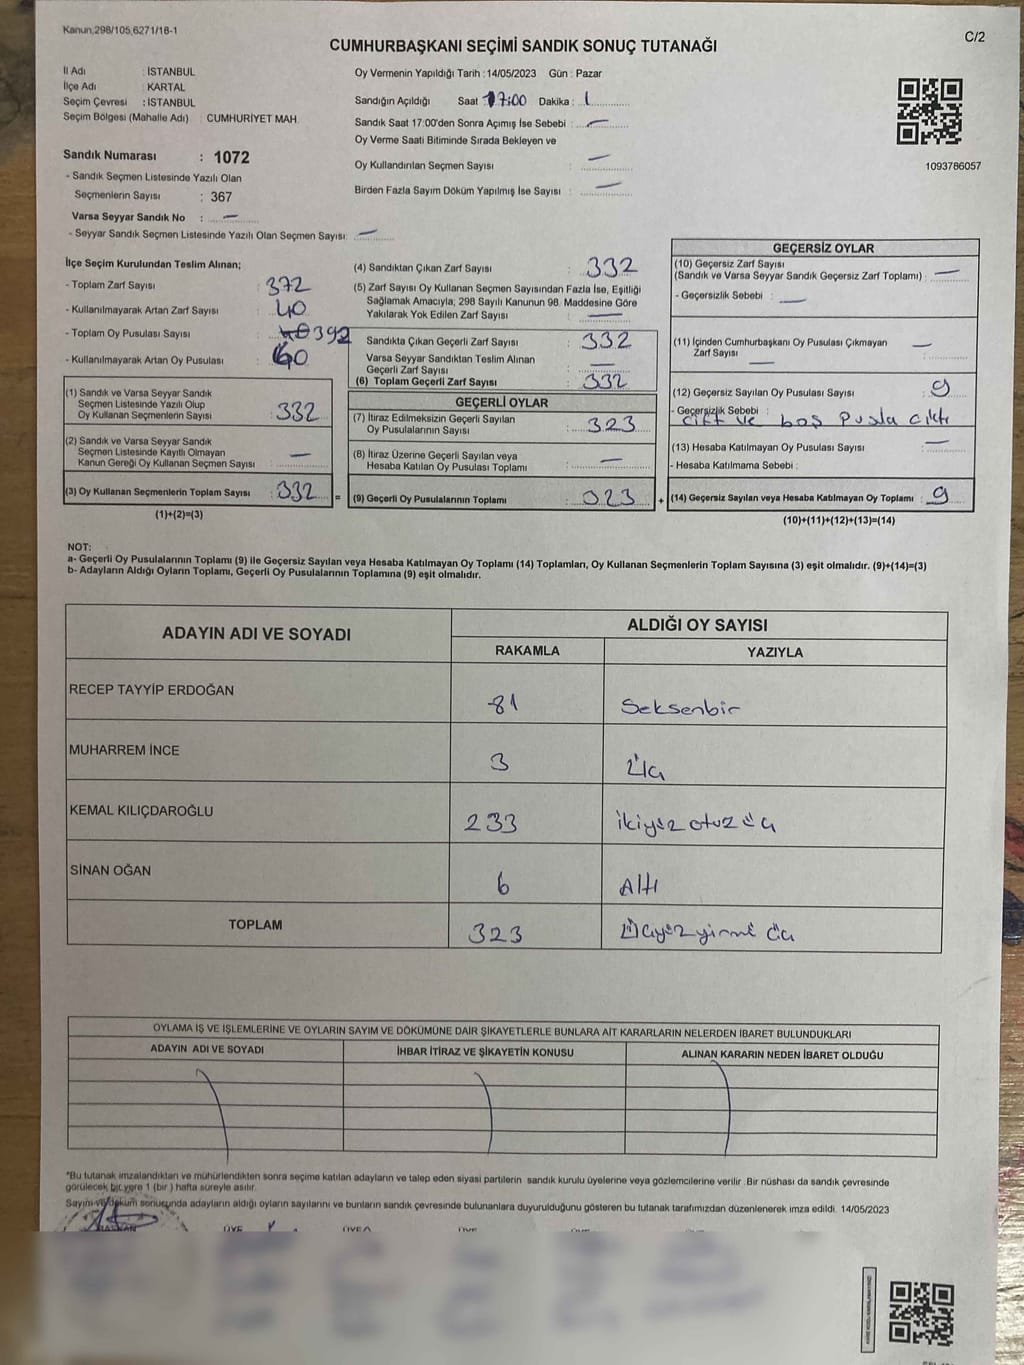 Kanun,298/105,6271/16-1
C/2
CUMHURBAŞKANI SEÇİMİ SANDIK SONUÇ TUTANAĞI
İl Adı : İSTANBUL
İlçe Adı : KARTAL
Seçim Çevresi : İSTANBUL
Seçim Bölgesi (Mahalle Adı) : CUMHURİYET MAH.
Sandık Numarası : 1072
- Sandık Seçmen Listesinde Yazılı Olan
Seçmenlerin Sayısı : 367
Varsa Seyyar Sandık No : —
- Seyyar Sandık Seçmen Listesinde Yazılı Olan Seçmen Sayısı: —
Oy Vermenin Yapıldığı Tarih : 14/05/2023 Gün : Pazar
Sandığın Açıldığı Saat 17:00 Dakika :
Sandık Saat 17:00'den Sonra Açımış İse Sebebi : —
Oy Verme Saati Bitiminde Sırada Bekleyen ve
Oy Kullandırılan Seçmen Sayısı : —
Birden Fazla Sayım Döküm Yapılmış İse Sayısı : —
1093786057
İlçe Seçim Kurulundan Teslim Alınan;
- Toplam Zarf Sayısı : 372
- Kullanılmayarak Artan Zarf Sayısı : 40
- Toplam Oy Pusulası Sayısı : 392
- Kullanılmayarak Artan Oy Pusulası : 60
(1) Sandık ve Varsa Seyyar Sandık
Seçmen Listesinde Yazılı Olup
Oy Kullanan Seçmenlerin Sayısı : 332
(2) Sandık ve Varsa Seyyar Sandık
Seçmen Listesinde Kayıtlı Olmayan
Kanun Gereği Oy Kullanan Seçmen Sayısı : —
(3) Oy Kullanan Seçmenlerin Toplam Sayısı : 332 =
(1)+(2)=(3)
(4) Sandıktan Çıkan Zarf Sayısı : 332
(5) Zarf Sayısı Oy Kullanan Seçmen Sayısından Fazla İse, Eşitliği
Sağlamak Amacıyla; 298 Sayılı Kanunun 98. Maddesine Göre
Yakılarak Yok Edilen Zarf Sayısı : —
Sandıkta Çıkan Geçerli Zarf Sayısı : 332
Varsa Seyyar Sandıktan Teslim Alınan
Geçerli Zarf Sayısı : —
(6) Toplam Geçerli Zarf Sayısı : 332
GEÇERLİ OYLAR
(7) İtiraz Edilmeksizin Geçerli Sayılan
Oy Pusulalarının Sayısı : 323
(8) İtiraz Üzerine Geçerli Sayılan veya
Hesaba Katılan Oy Pusulası Toplamı : —
(9) Geçerli Oy Pusulalarının Toplamı : 323 +
GEÇERSİZ OYLAR
(10) Geçersiz Zarf Sayısı
(Sandık ve Varsa Seyyar Sandık Geçersiz Zarf Toplamı) : —
- Geçersizlik Sebebi : —
(11) İçinden Cumhurbaşkanı Oy Pusulası Çıkmayan
Zarf Sayısı : —
(12) Geçersiz Sayılan Oy Pusulası Sayısı : 9
- Geçersizlik Sebebi :
Çift ve boş pusula çıktı
(13) Hesaba Katılmayan Oy Pusulası Sayısı : —
- Hesaba Katılmama Sebebi :
(14) Geçersiz Sayılan veya Hesaba Katılmayan Oy Toplamı : 9
(10)+(11)+(12)+(13)=(14)
NOT:
a- Geçerli Oy Pusulalarının Toplamı (9) ile Geçersiz Sayılan veya Hesaba Katılmayan Oy Toplamı (14) Toplamları, Oy Kullanan Seçmenlerin Toplam Sayısına (3) eşit olmalıdır. (9)+(14)=(3)
b- Adayların Aldığı Oyların Toplamı, Geçerli Oy Pusulalarının Toplamına (9) eşit olmalıdır.
ADAYIN ADI VE SOYADI ALDIĞI OY SAYISI
RAKAMLA YAZIYLA
RECEP TAYYİP ERDOĞAN 81 Seksenbir
MUHARREM İNCE 3 Üç
KEMAL KILIÇDAROĞLU 233 ikiyüz otuz üç
SİNAN OĞAN 6 Altı
TOPLAM 323 Üçyüzyirmi üç
OYLAMA İŞ VE İŞLEMLERİNE VE OYLARIN SAYIM VE DÖKÜMÜNE DAİR ŞİKAYETLERLE BUNLARA AİT KARARLARIN NELERDEN İBARET BULUNDUKLARI
ADAYIN ADI VE SOYADI İHBAR İTİRAZ VE ŞİKAYETİN KONUSU ALINAN KARARIN NEDEN İBARET OLDUĞU
*Bu tutanak imzalandıktan ve mühürlendikten sonra seçime katılan adayların ve talep eden siyasi partilerin sandık kurulu üyelerine veya gözlemcilerine verilir. Bir nüshası da sandık çevresinde
görülecek bir yere 1 (bir ) hafta süreyle asılır.
Sayım ve döküm sonucunda adayların aldığı oyların sayılarını ve bunların sandık çevresinde bulunanlara duyurulduğunu gösteren bu tutanak tarafımızdan düzenlenerek imza edildi. 14/05/2023